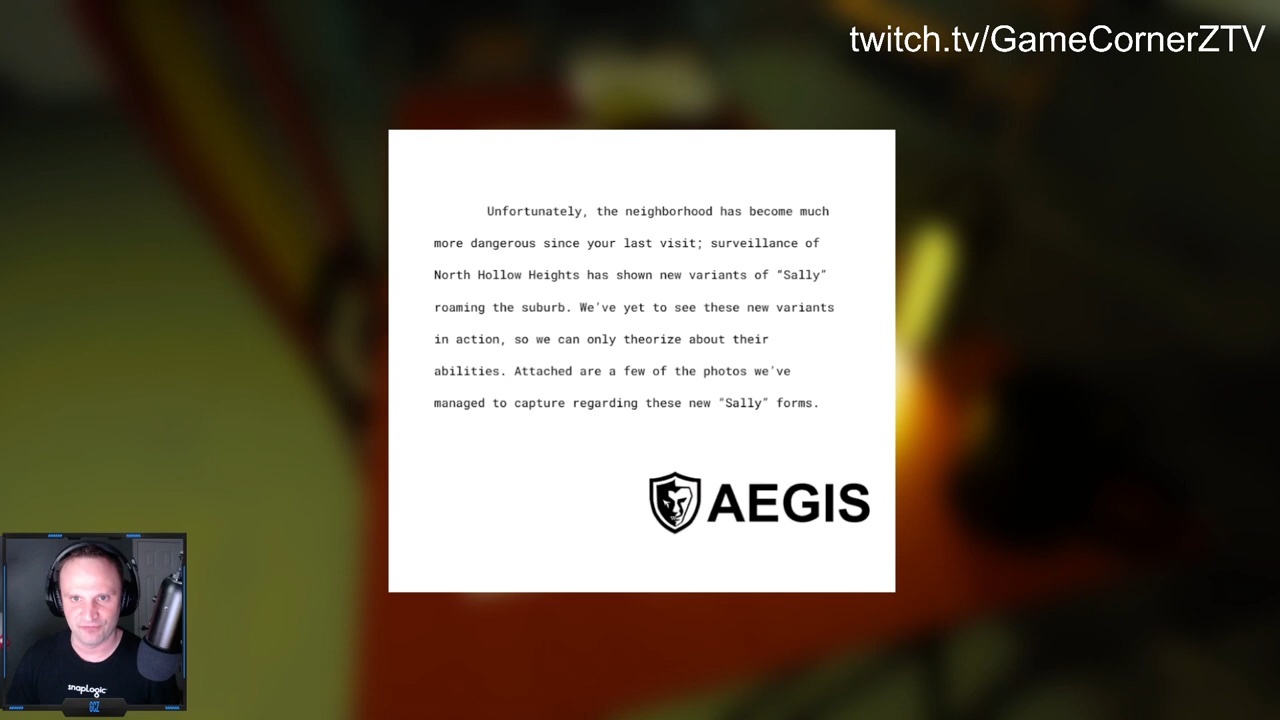 twitch.tv/GameCornerZTV
Unfortunately, the neighborhood has become much
more dangerous since your last visit; surveillance of
North Hollow Heights has shown new variants of “Sally”
roaming the suburb. We've yet to see these new variants
in action, so we can only theorize about their
abilities. Attached are a few of the photos we've
managed to capture regarding these new “Sally” forms.
AEGIS
snapLogic
GCZ